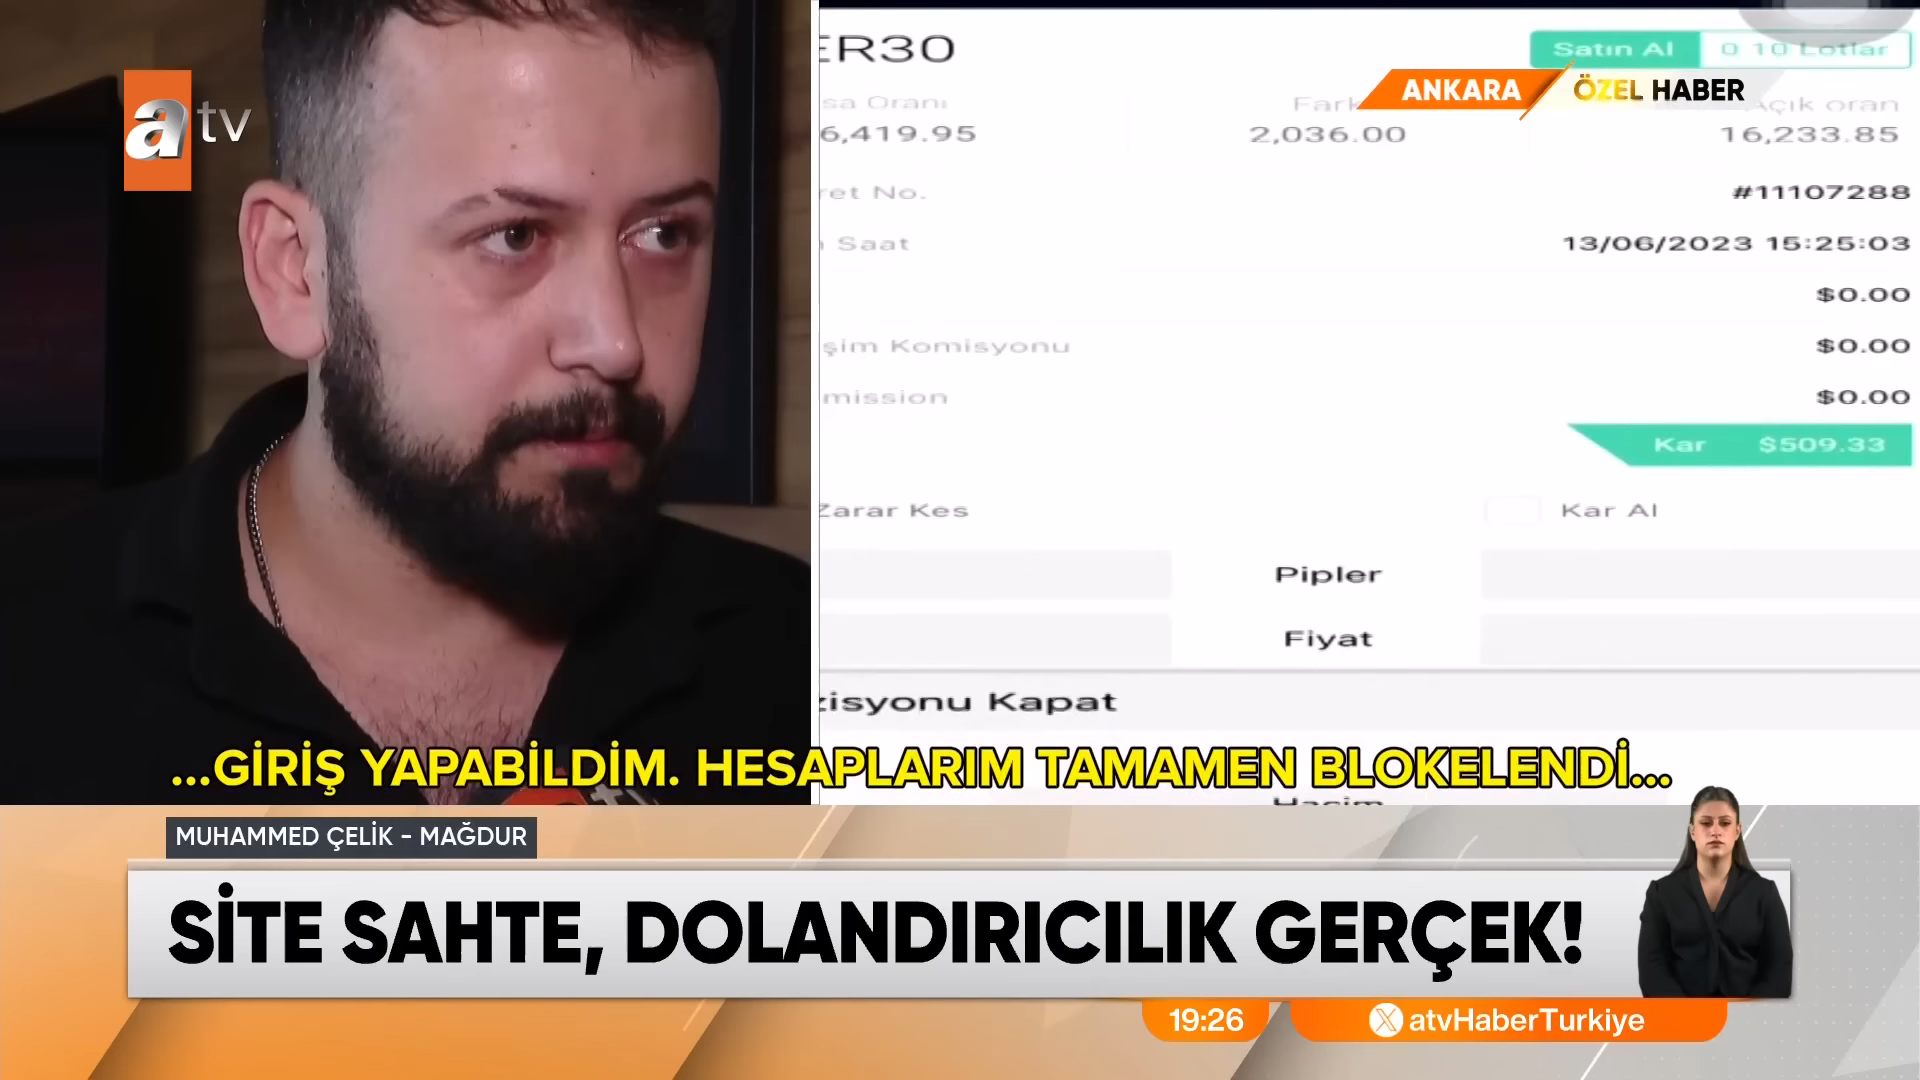 atv
ER30
Satın Al 0 10 Lotlar
ANKARA ÖZEL HABER
sa Oranı Fark Açık oran
6,419.95 2,036.00 16,233.85
ret No. #11107288
Saat 13/06/2023 15:25:03
$0.00
şim Komisyonu $0.00
mission $0.00
Kar $509.33
Zarar Kes Kar Al
Pipler
Fiyat
zisyonu Kapat
Hacim
...GİRİŞ YAPABİLDİM. HESAPLARIM TAMAMEN BLOKELENDİ...
MUHAMMED ÇELİK - MAĞDUR
SİTE SAHTE, DOLANDIRICILIK GERÇEK!
19:26 atvHaberTurkiye